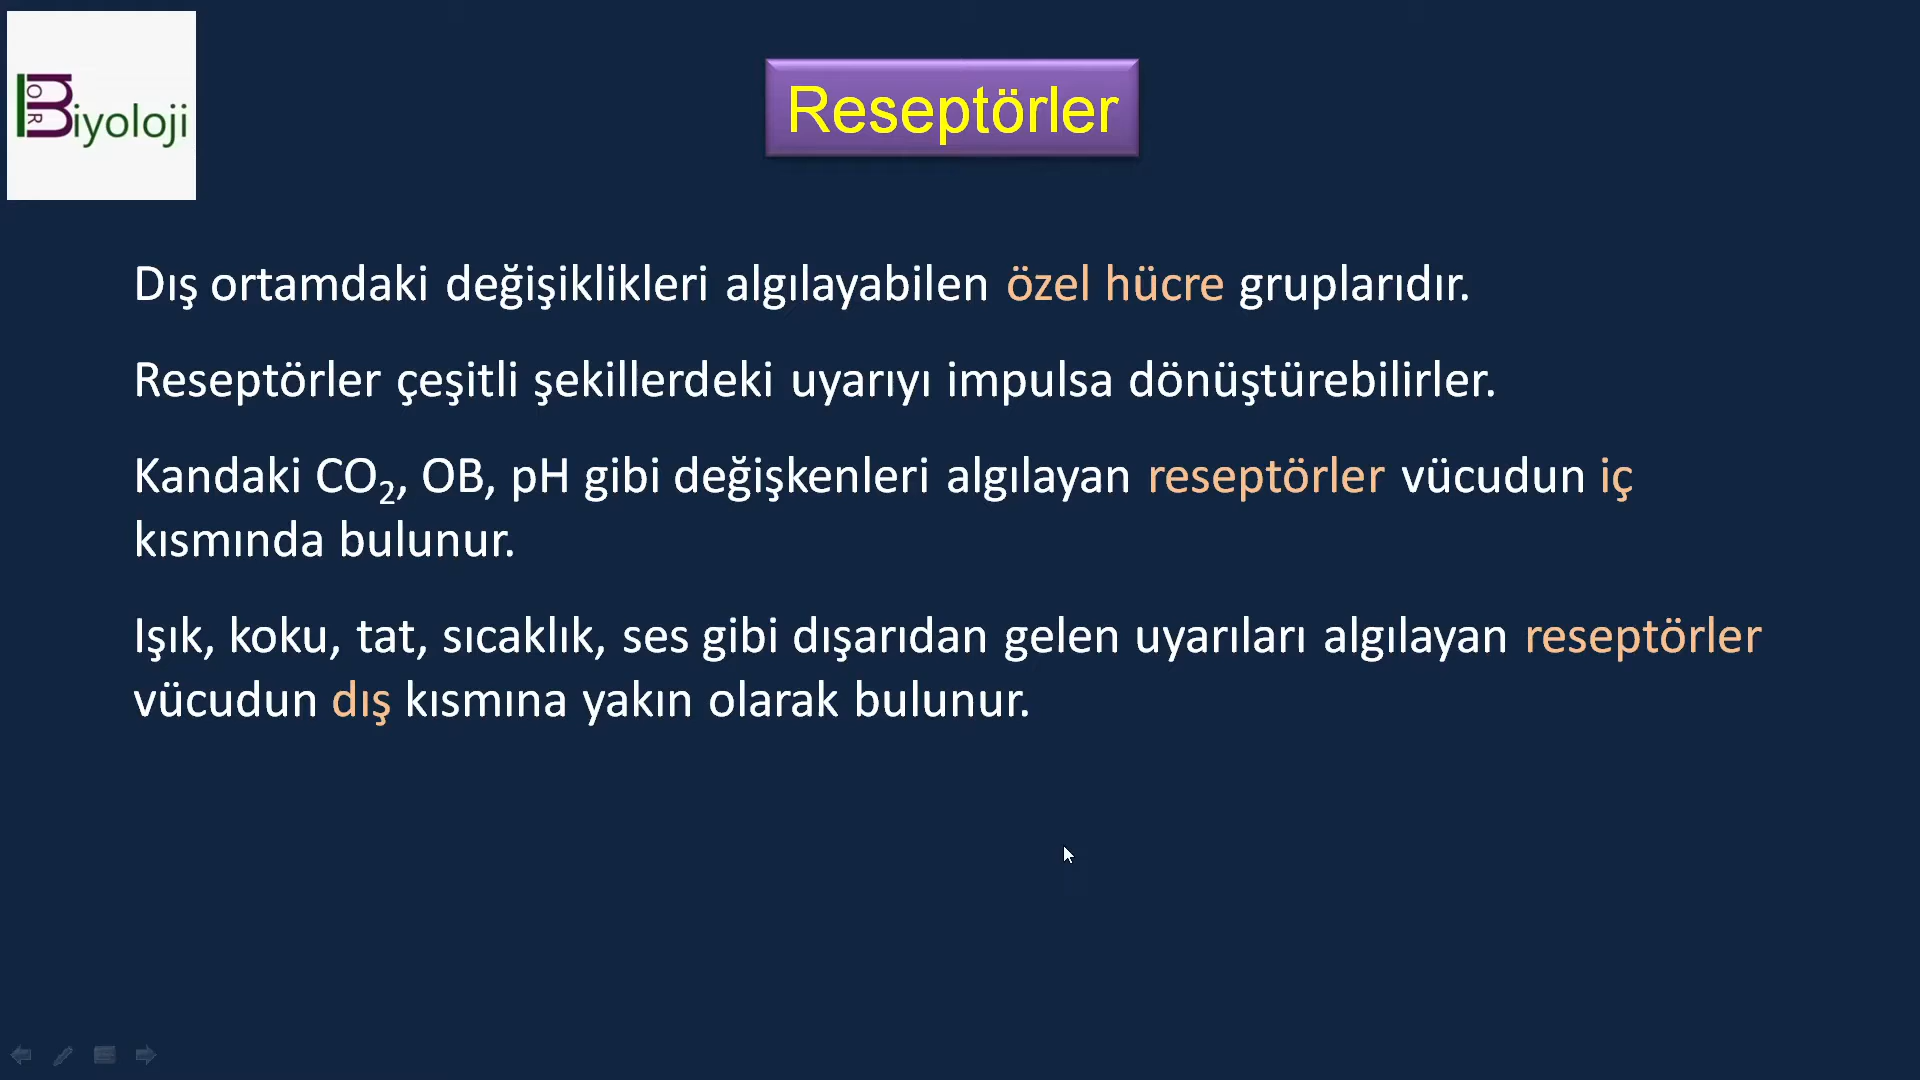 BOR
Biyoloji
Reseptörler
Dış ortamdaki değişiklikleri algılayabilen özel hücre gruplarıdır.
Reseptörler çeşitli şekillerdeki uyarıyı impulsa dönüştürebilirler.
Kandaki CO₂, OB, pH gibi değişkenleri algılayan reseptörler vücudun iç
kısmında bulunur.
Işık, koku, tat, sıcaklık, ses gibi dışarıdan gelen uyarıları algılayan reseptörler
vücudun dış kısmına yakın olarak bulunur.